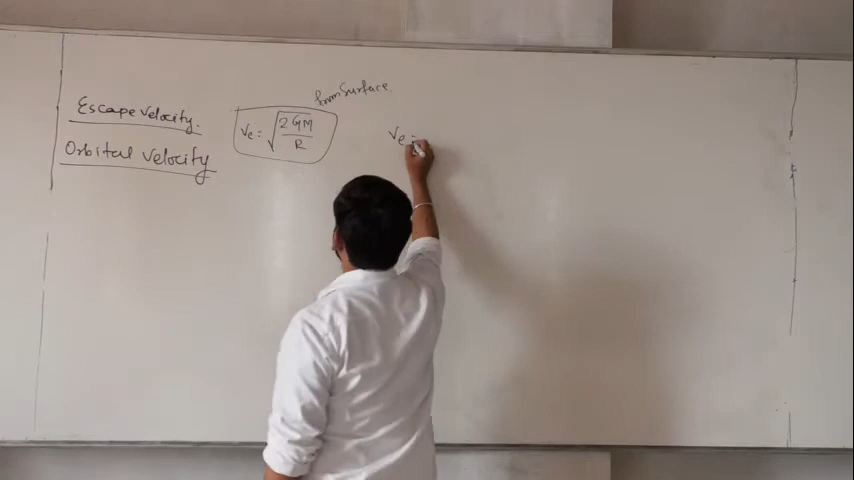 from Surface
Escape velocity.
Ve = √(2GM/R)
Ve =
Orbital velocity